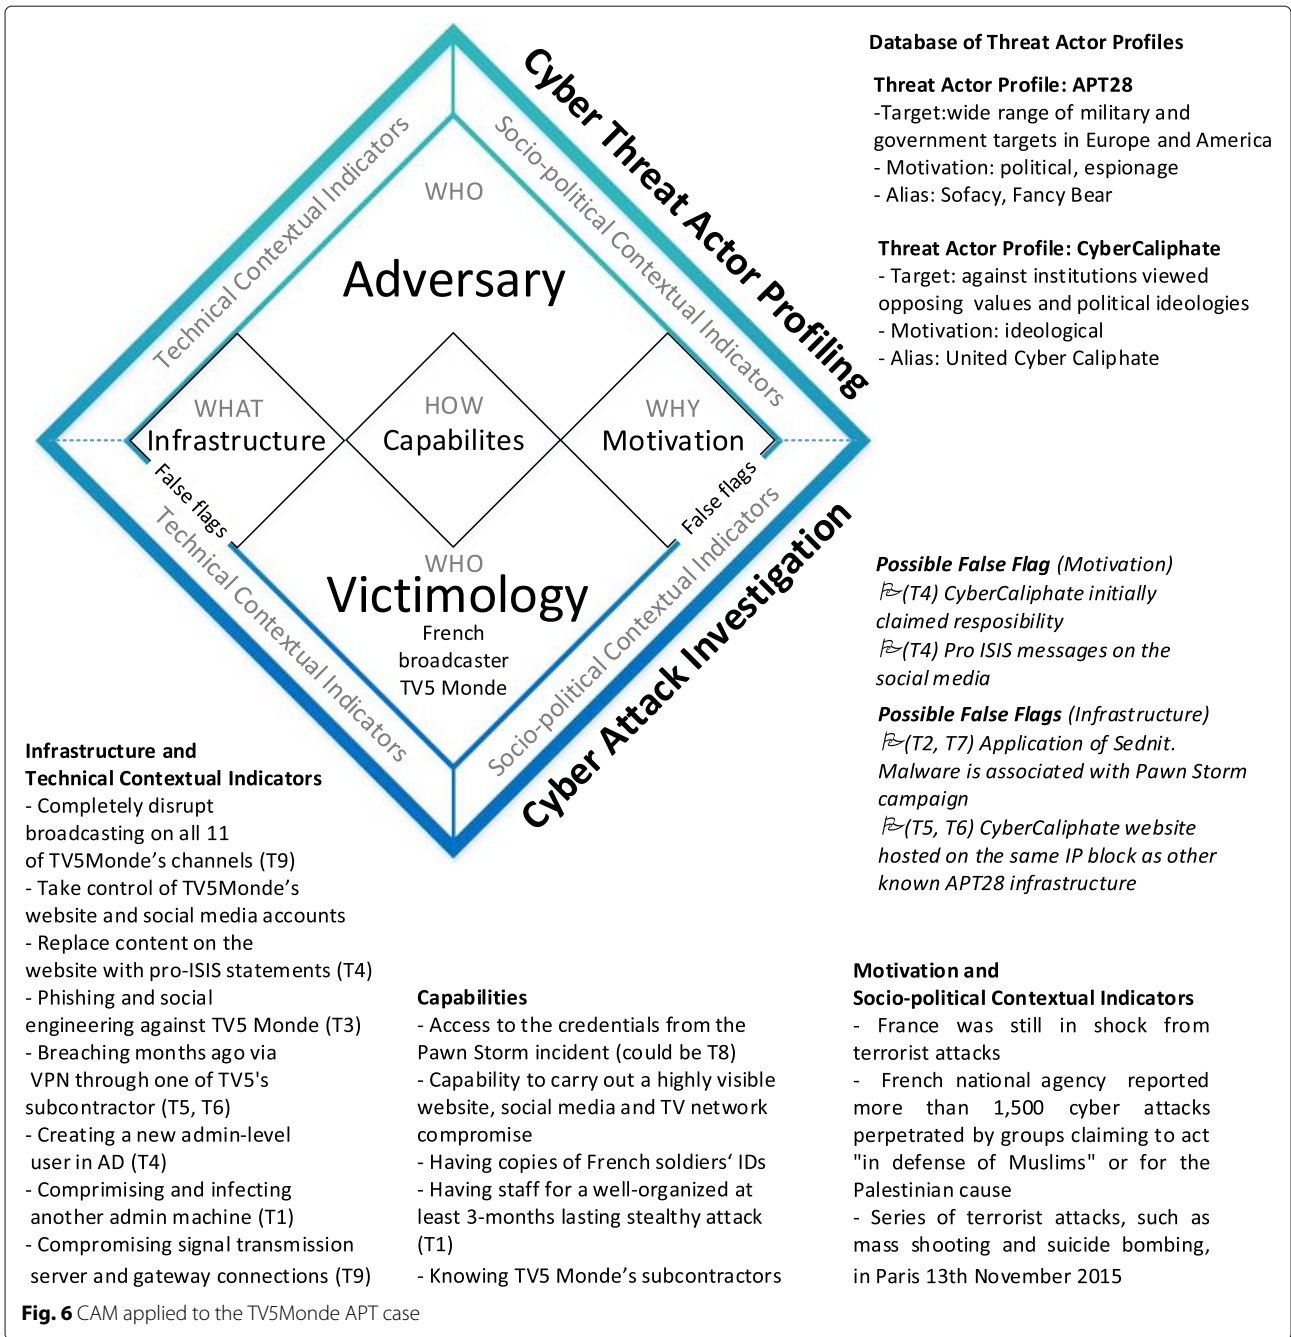 Database of Threat Actor Profiles
Threat Actor Profile: APT28
-Target:wide range of military and
government targets in Europe and America
- Motivation: political, espionage
- Alias: Sofacy, Fancy Bear
Threat Actor Profile: CyberCaliphate
- Target: against institutions viewed
opposing values and political ideologies
- Motivation: ideological
- Alias: United Cyber Caliphate
Cyber Threat Actor Profiling
Technical Contextual Indicators
Socio-political Contextual Indicators
WHO
Adversary
WHAT
Infrastructure
HOW
Capabilites
WHY
Motivation
False flags
False flags
Technical Contextual Indicators
Socio-political Contextual Indicators
Cyber Attack Investigation
WHO
Victimology
French
broadcaster
TV5 Monde
Possible False Flag (Motivation)
(T4) CyberCaliphate initially
claimed resposibility
(T4) Pro ISIS messages on the
social media
Possible False Flags (Infrastructure)
(T2, T7) Application of Sednit.
Malware is associated with Pawn Storm
campaign
(T5, T6) CyberCaliphate website
hosted on the same IP block as other
known APT28 infrastructure
Infrastructure and
Technical Contextual Indicators
- Completely disrupt
broadcasting on all 11
of TV5Monde’s channels (T9)
- Take control of TV5Monde’s
website and social media accounts
- Replace content on the
website with pro-ISIS statements (T4)
- Phishing and social
engineering against TV5 Monde (T3)
- Breaching months ago via
VPN through one of TV5's
subcontractor (T5, T6)
- Creating a new admin-level
user in AD (T4)
- Comprimising and infecting
another admin machine (T1)
- Compromising signal transmission
server and gateway connections (T9)
Capabilities
- Access to the credentials from the
Pawn Storm incident (could be T8)
- Capability to carry out a highly visible
website, social media and TV network
compromise
- Having copies of French soldiers‘ IDs
- Having staff for a well-organized at
least 3-months lasting stealthy attack
(T1)
- Knowing TV5 Monde’s subcontractors
Motivation and
Socio-political Contextual Indicators
- France was still in shock from
terrorist attacks
- French national agency reported
more than 1,500 cyber attacks
perpetrated by groups claiming to act
"in defense of Muslims" or for the
Palestinian cause
- Series of terrorist attacks, such as
mass shooting and suicide bombing,
in Paris 13th November 2015
Fig. 6 CAM applied to the TV5Monde APT case